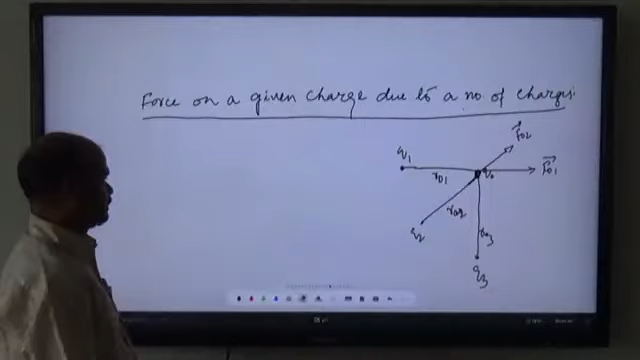 Force on a given charge due to a no. of charges.
q₁
F₀₂
r₀₁
q₀
F₀₁
q₂
r₀₂
r₀₃
q₃